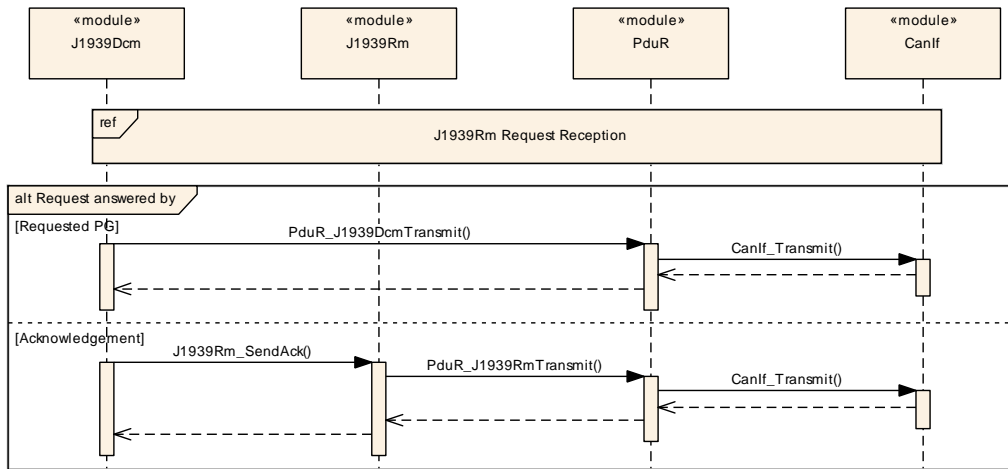 «module»
J1939Dcm
«module»
J1939Rm
«module»
PduR
«module»
CanIf
ref
J1939Rm Request Reception
alt Request answered by
[Requested PG]
PduR_J1939DcmTransmit()
CanIf_Transmit()
[Acknowledgement]
J1939Rm_SendAck()
PduR_J1939RmTransmit()
CanIf_Transmit()